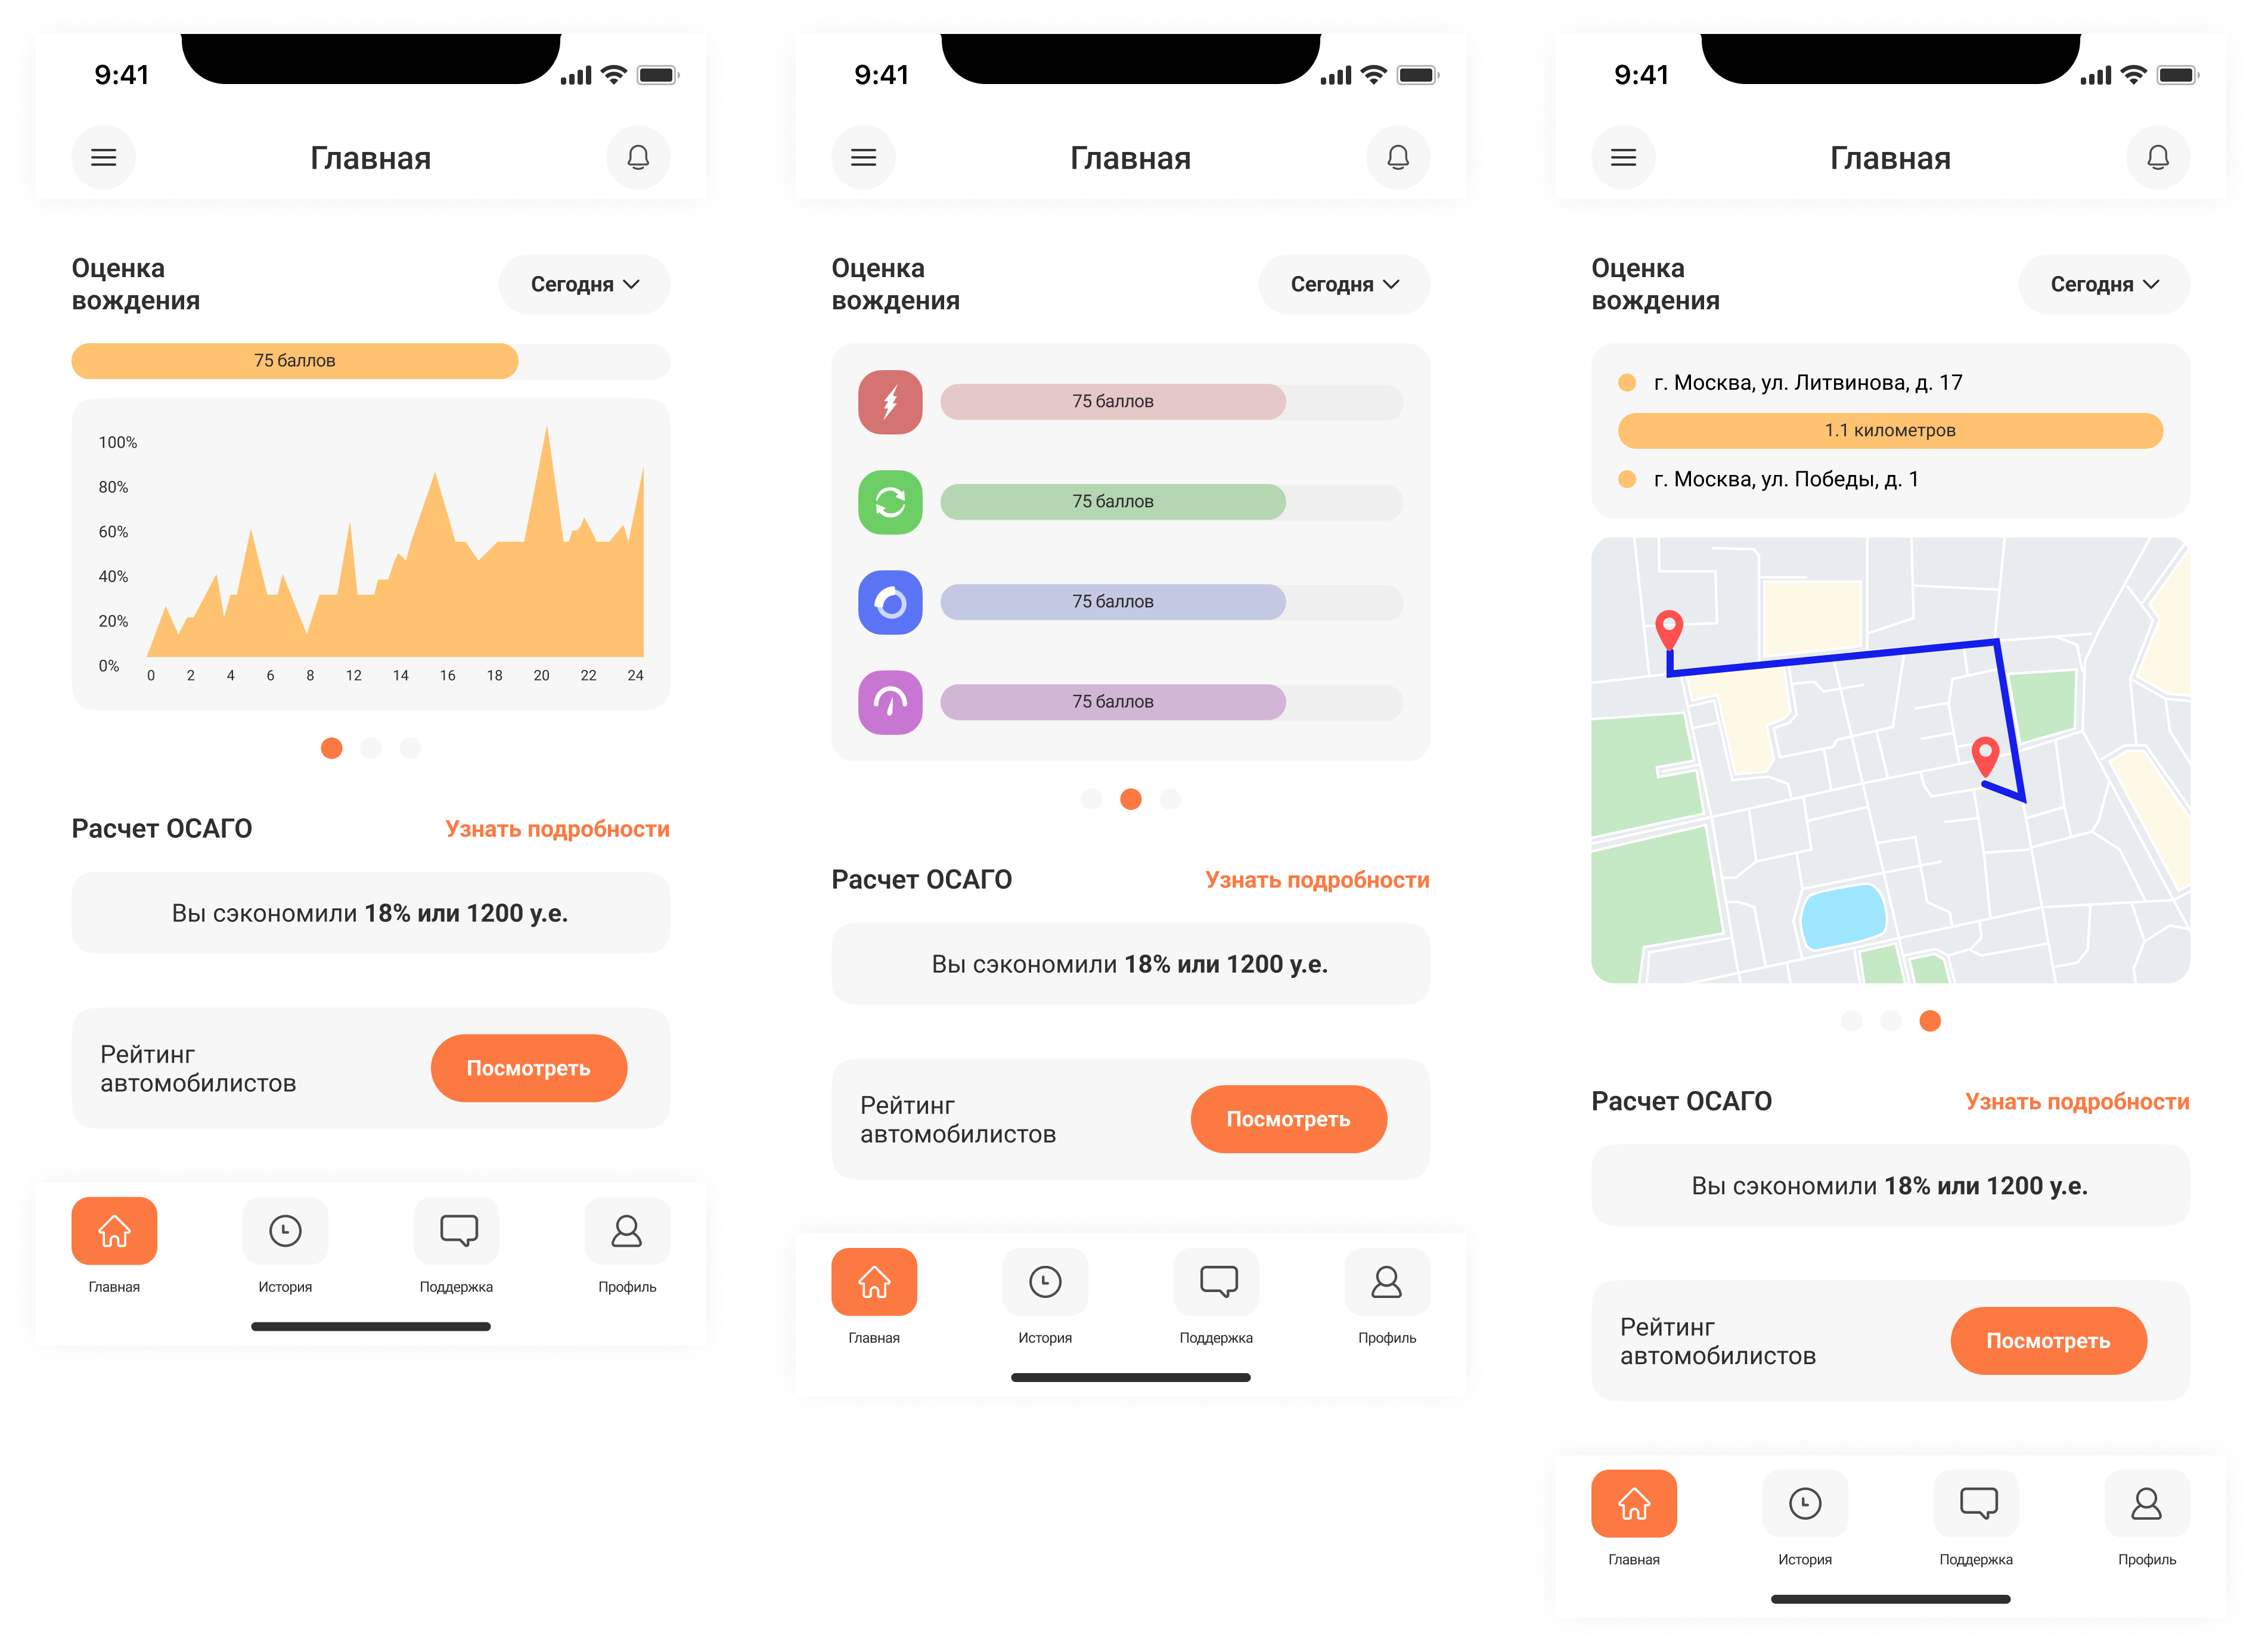 9:41
Главная
Оценка
вождения
Сегодня
75 баллов
100%
80%
60%
40%
20%
0%
0 2 4 6 8 12 14 16 18 20 22 24
Расчет ОСАГО
Узнать подробности
Вы сэкономили 18% или 1200 у.е.
Рейтинг
автомобилистов
Посмотреть
Главная
История
Поддержка
Профиль
9:41
Главная
Оценка
вождения
Сегодня
75 баллов
75 баллов
75 баллов
75 баллов
Расчет ОСАГО
Узнать подробности
Вы сэкономили 18% или 1200 у.е.
Рейтинг
автомобилистов
Посмотреть
Главная
История
Поддержка
Профиль
9:41
Главная
Оценка
вождения
Сегодня
г. Москва, ул. Литвинова, д. 17
1.1 километров
г. Москва, ул. Победы, д. 1
Расчет ОСАГО
Узнать подробности
Вы сэкономили 18% или 1200 у.е.
Рейтинг
автомобилистов
Посмотреть
Главная
История
Поддержка
Профиль